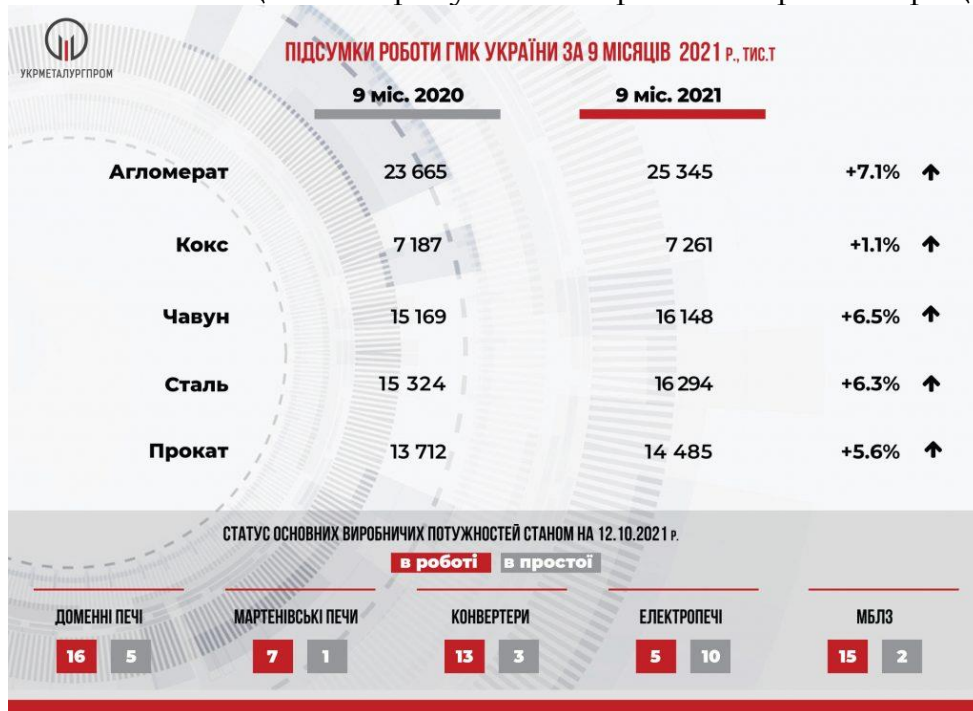 УКРМЕТАЛУРГПРОМ
ПІДСУМКИ РОБОТИ ГМК УКРАЇНИ ЗА 9 МІСЯЦІВ 2021 Р., ТИС.Т
9 міс. 2020 9 міс. 2021
Агломерат 23 665 25 345 +7.1%
Кокс 7 187 7 261 +1.1%
Чавун 15 169 16 148 +6.5%
Сталь 15 324 16 294 +6.3%
Прокат 13 712 14 485 +5.6%
СТАТУС ОСНОВНИХ ВИРОБНИЧИХ ПОТУЖНОСТЕЙ СТАНОМ НА 12.10.2021 Р.
в роботі в простої
ДОМЕННІ ПЕЧІ МАРТЕНІВСЬКІ ПЕЧИ КОНВЕРТЕРИ ЕЛЕКТРОПЕЧІ МБЛЗ
16 5 7 1 13 3 5 10 15 2